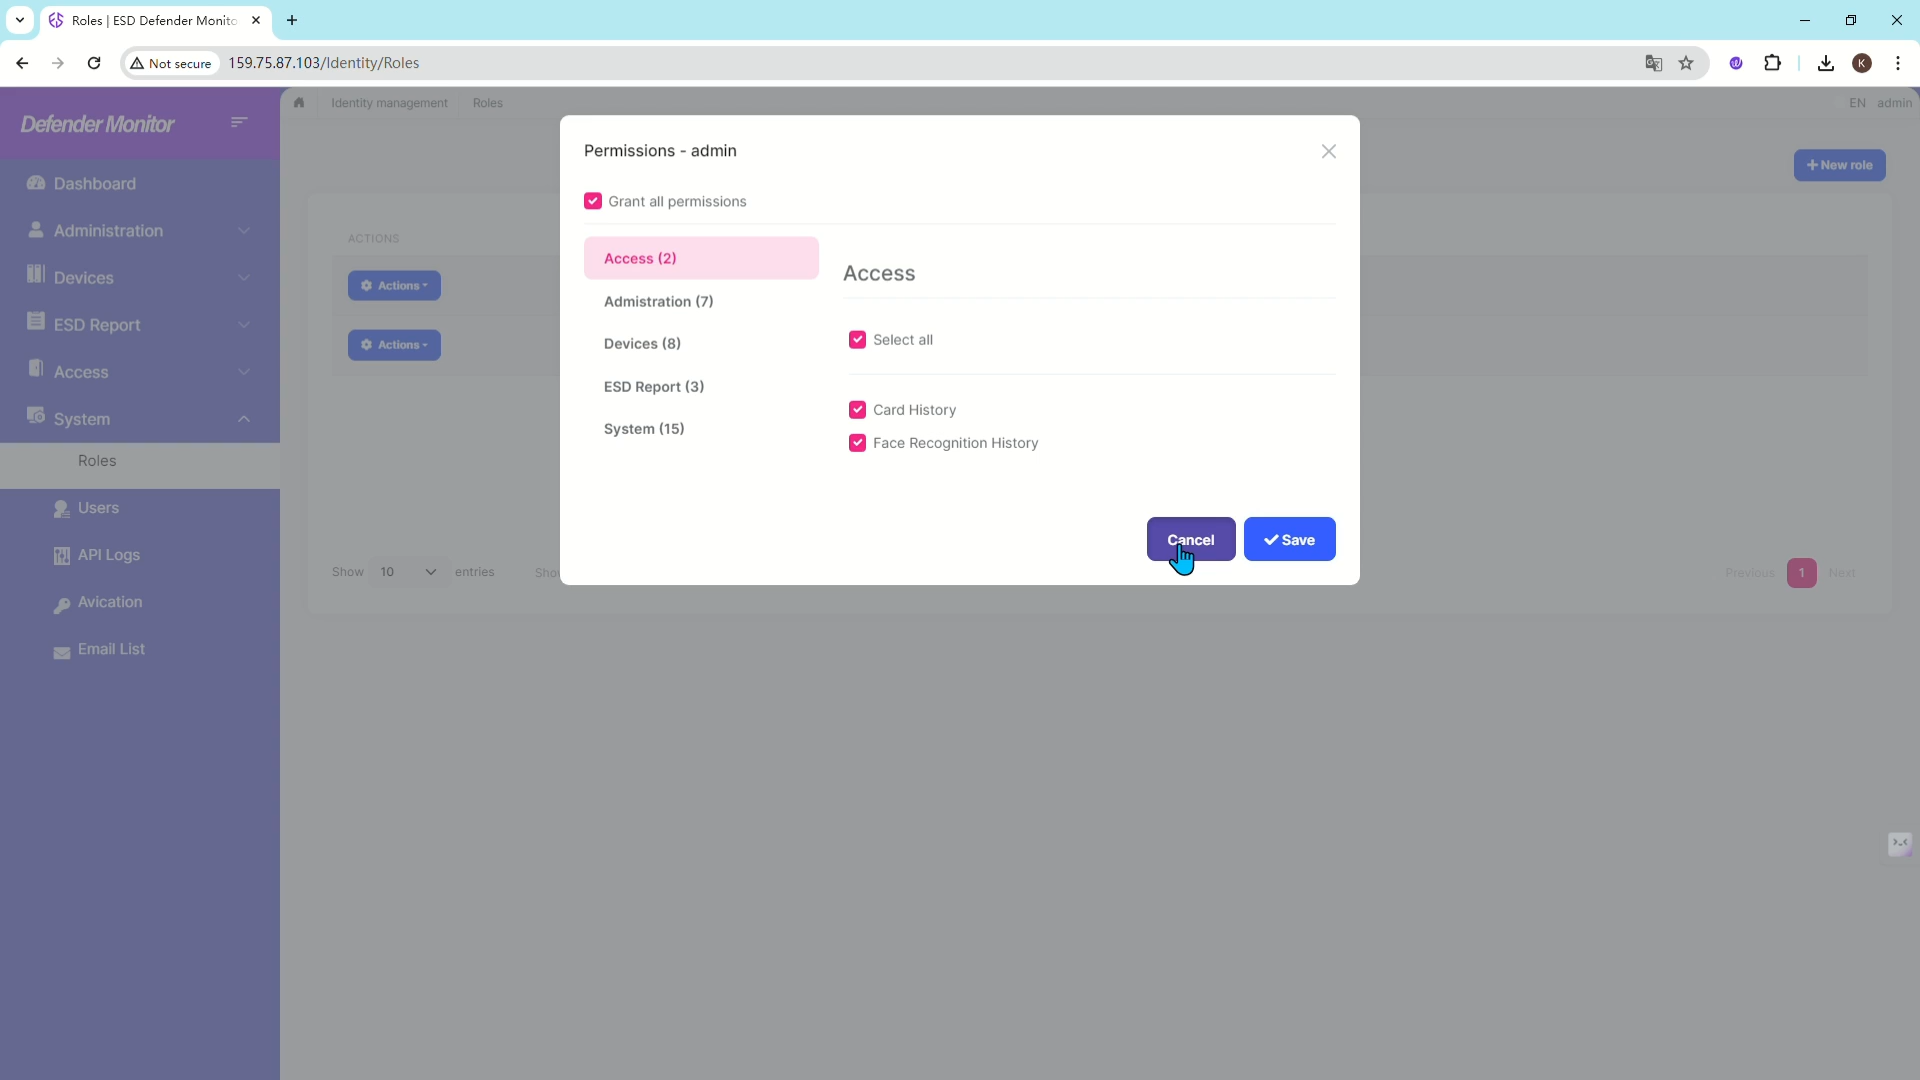 Roles | ESD Defender Monito
Not secure
159.75.87.103/Identity/Roles
K
Defender Monitor
Identity management
Roles
EN
admin
Dashboard
Administration
Devices
ESD Report
Access
System
Roles
Users
API Logs
Avication
Email List
+ New role
ACTIONS
Actions
Actions
Show 10 entries
Sho
Previous 1 Next
Permissions - admin
Grant all permissions
Access (2)
Admistration (7)
Devices (8)
ESD Report (3)
System (15)
Access
Select all
Card History
Face Recognition History
Cancel
Save